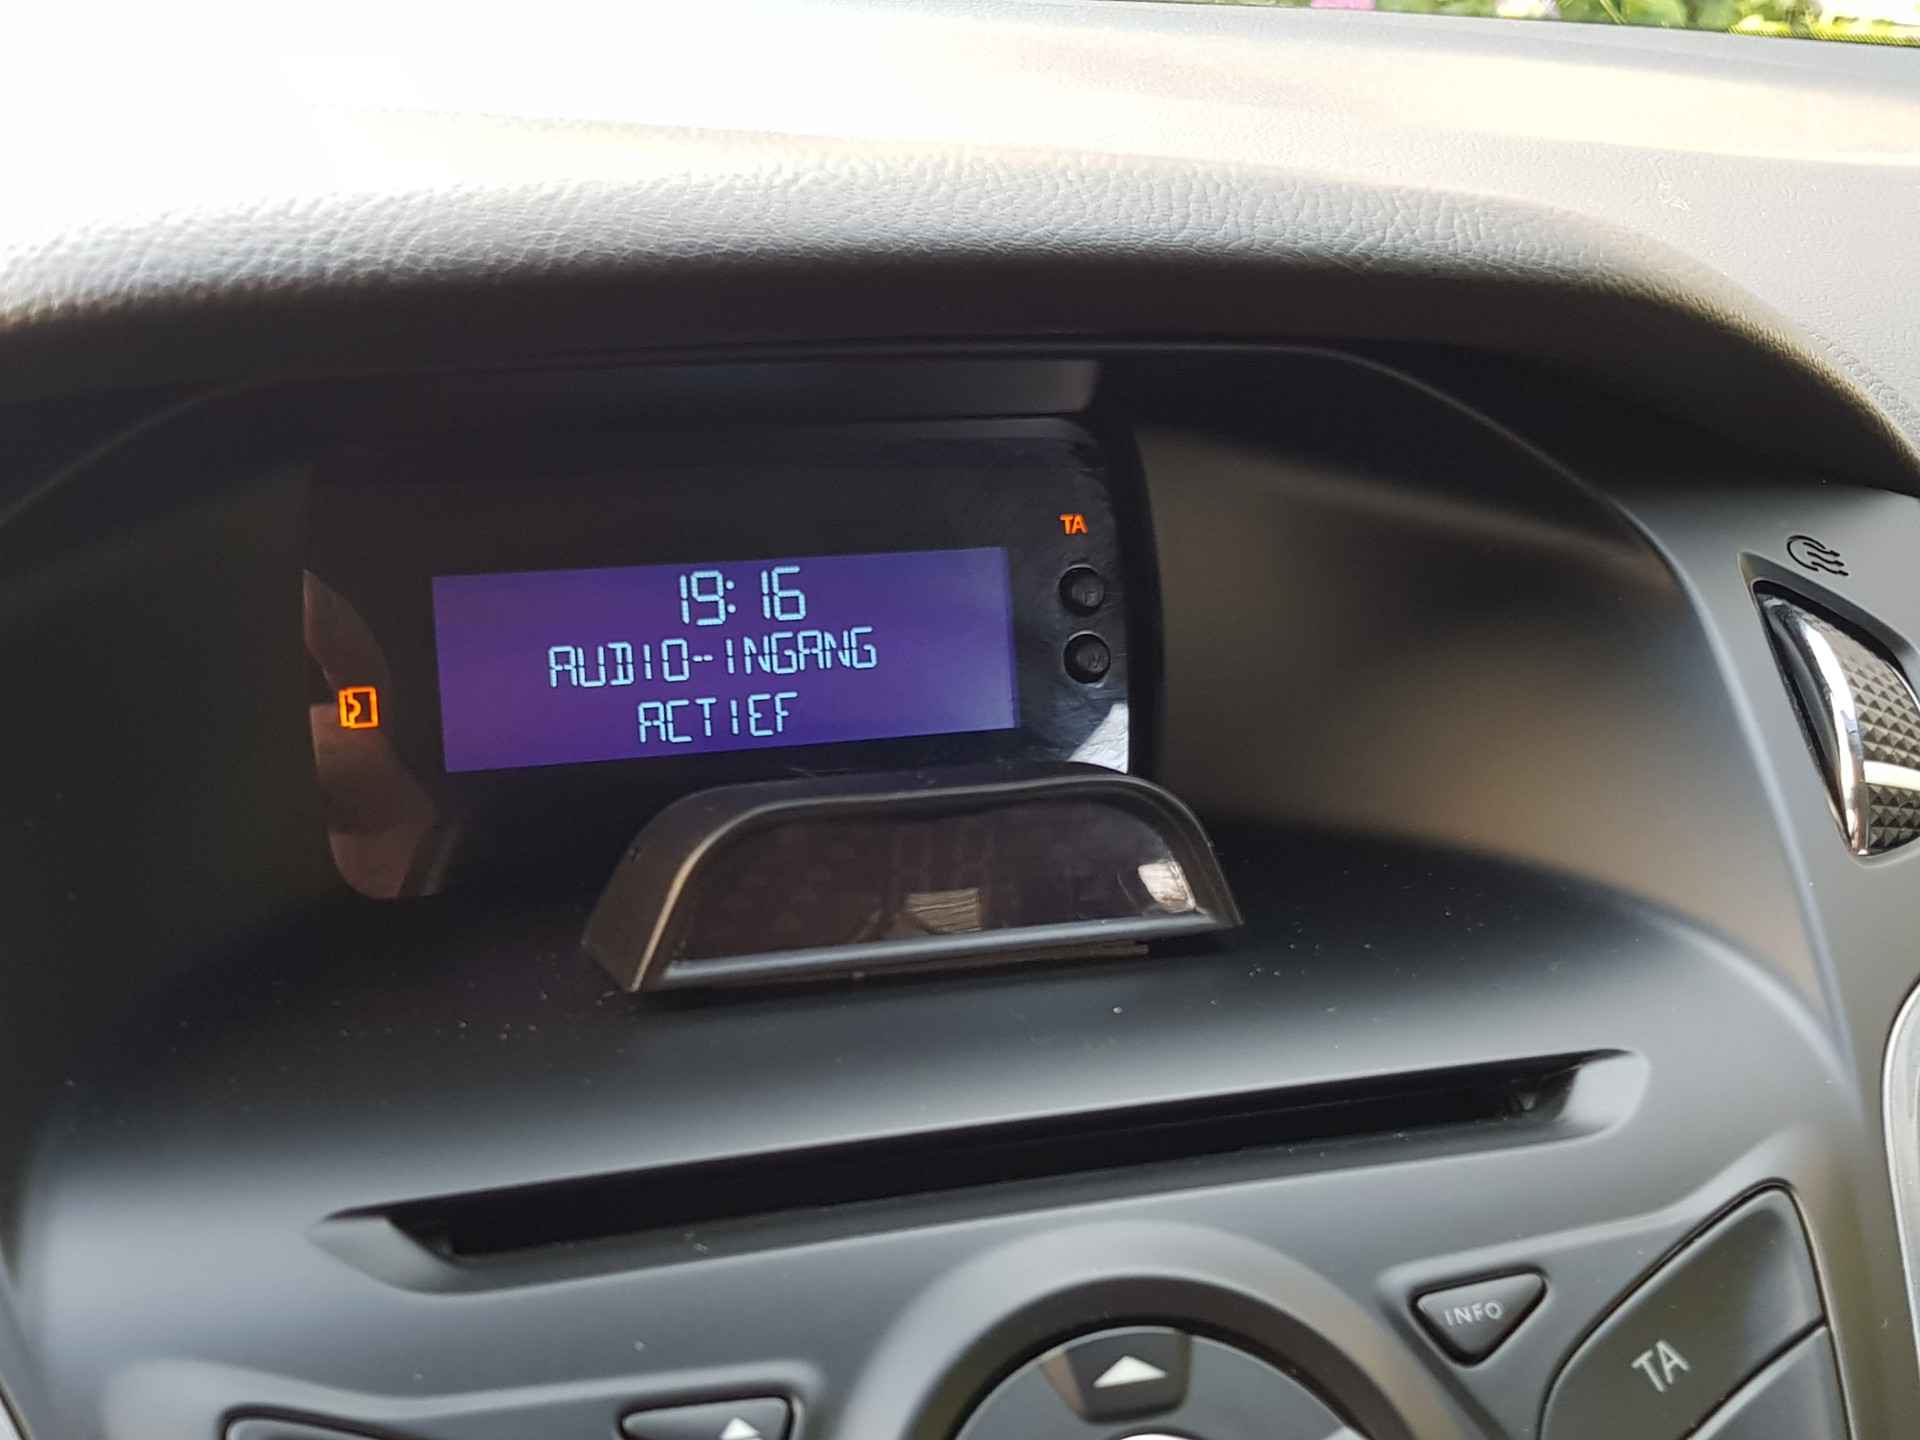 TA
19:16
AUDIO-INGANG
ACTIEF
INFO
TA